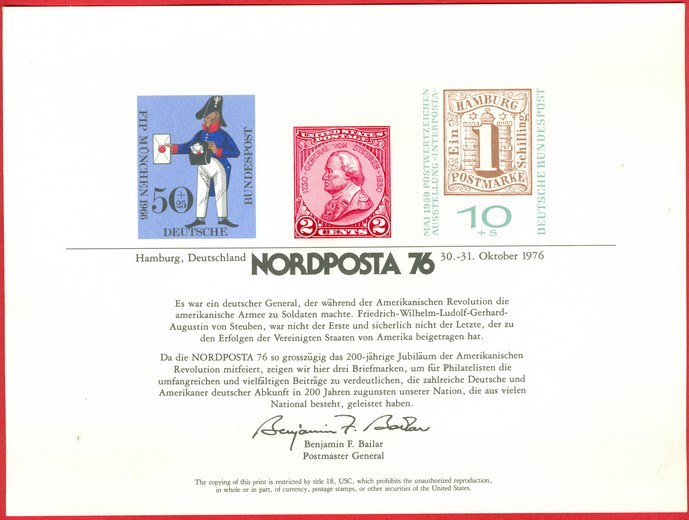 FIP MÜNCHEN 1966
50
+25
DEUTSCHE
BUNDESPOST
UNITED STATES
POSTAGE
GENERAL VON STEUBEN
1730
1930
2 CENTS 2
MAI 1959 POSTWERTZEICHEN
AUSSTELLUNG·INTERPOSTA·
HAMBURG
Ein
1
Schilling
POSTMARKE
10
+5
DEUTSCHE BUNDESPOST
Hamburg, Deutschland NORDPOSTA 76 30.-31. Oktober 1976
Es war ein deutscher General, der während der Amerikanischen Revolution die
amerikanische Armee zu Soldaten machte. Friedrich-Wilhelm-Ludolf-Gerhard-
Augustin von Steuben, war nicht der Erste und sicherlich nicht der Letzte, der zu
den Erfolgen der Vereinigten Staaten von Amerika beigetragen hat.
Da die NORDPOSTA 76 so grosszügig das 200-jährige Jubiläum der Amerikanischen
Revolution mitfeiert, zeigen wir hier drei Briefmarken, um für Philatelisten die
umfangreichen und vielfältigen Beiträge zu verdeutlichen, die zahlreiche Deutsche und
Amerikaner deutscher Abkunft in 200 Jahren zugunsten unserer Nation, die aus vielen
National besteht, geleistet haben.
Benjamin F. Bailar
Benjamin F. Bailar
Postmaster General
The copying of this print is restricted by title 18, USC, which prohibits the unauthorized reproduction,
in whole or in part, of currency, postage stamps, or other securities of the United States.